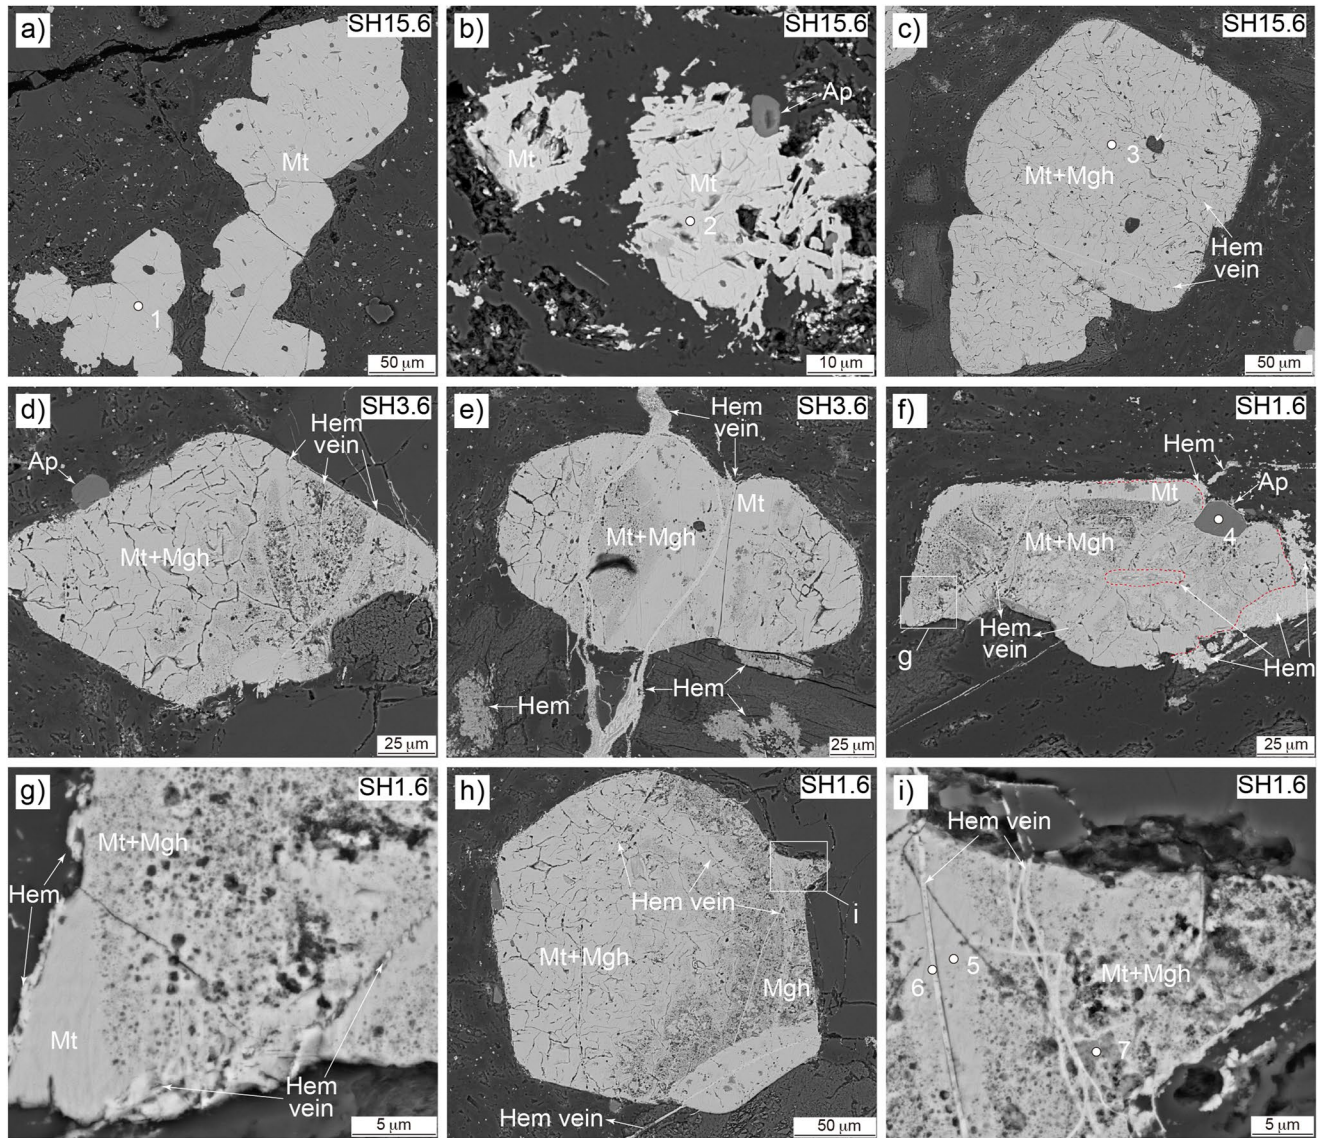 a)
SH15.6
Mt
1
50 μm
b)
SH15.6
Ap
Mt
Mt
2
10 μm
c)
SH15.6
3
Mt+Mgh
Hem
vein
50 μm
d)
SH3.6
Hem
vein
Ap
Mt+Mgh
25 μm
e)
SH3.6
Hem
vein
Mt
Mt+Mgh
Hem
Hem
25 μm
f)
SH1.6
Hem
Ap
Mt
4
Mt+Mgh
Hem
vein
g
Hem
25 μm
g)
SH1.6
Mt+Mgh
Hem
Mt
Hem
vein
5 μm
h)
SH1.6
Hem vein
i
Mt+Mgh
Mgh
Hem vein
50 μm
i)
SH1.6
Hem vein
5
6
Mt+Mgh
7
5 μm